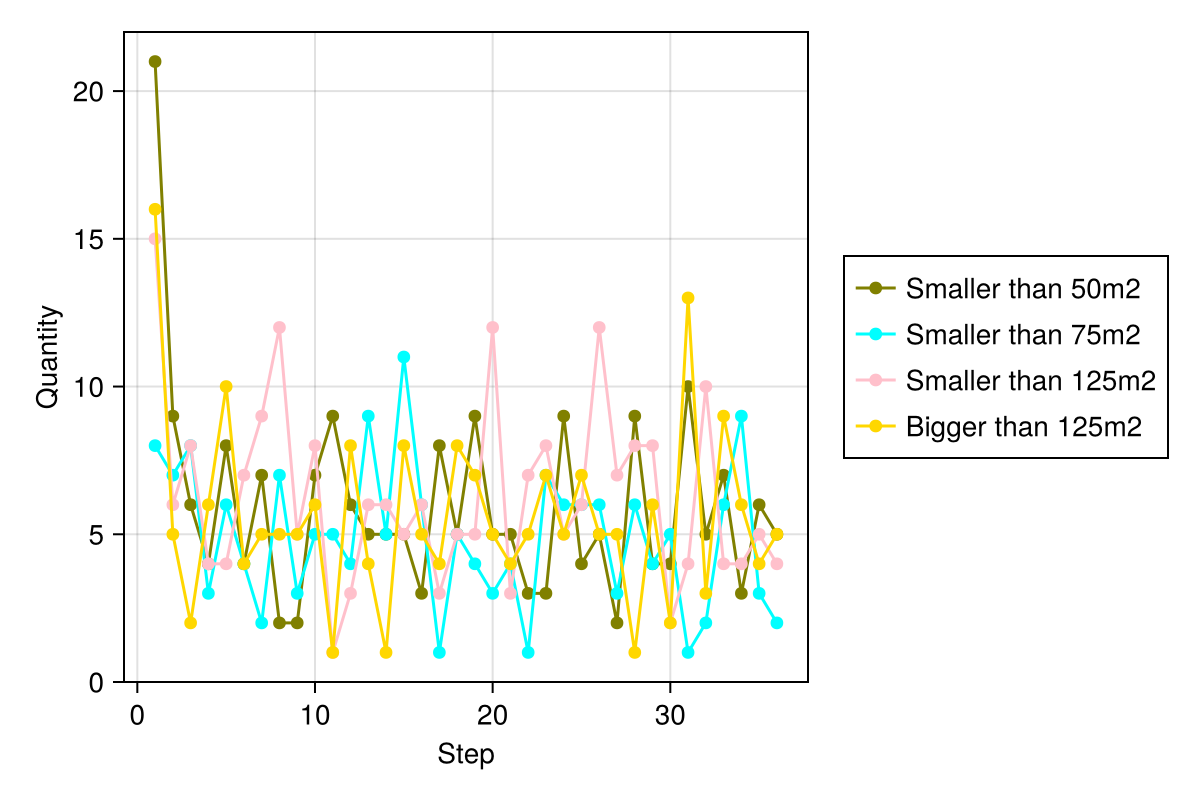 20
15
10
5
0
0 10 20 30
Quantity
Step
Smaller than 50m2
Smaller than 75m2
Smaller than 125m2
Bigger than 125m2